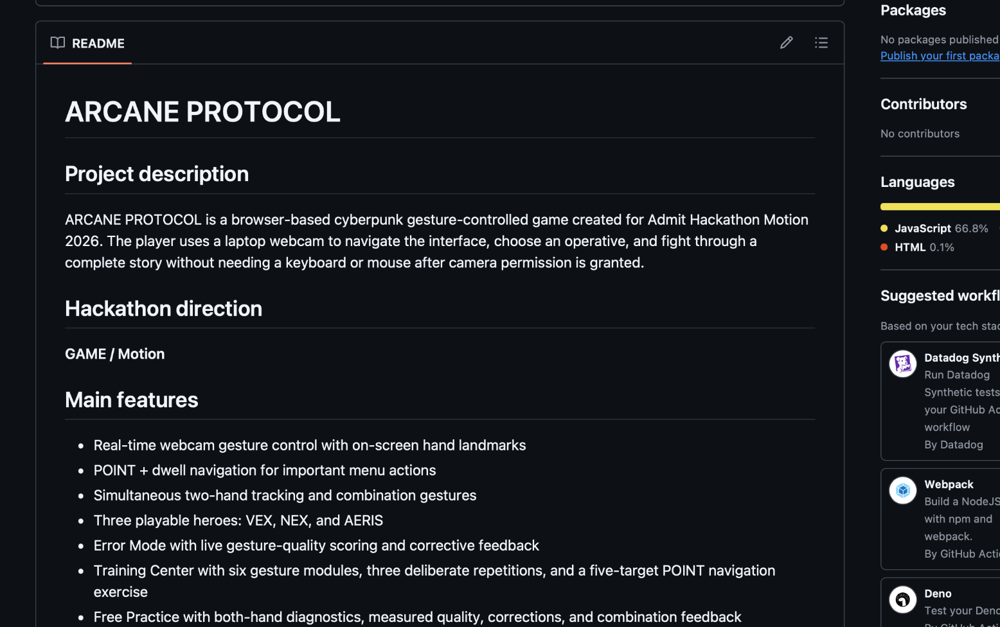 README
ARCANE PROTOCOL
Project description
ARCANE PROTOCOL is a browser-based cyberpunk gesture-controlled game created for Admit Hackathon Motion
2026. The player uses a laptop webcam to navigate the interface, choose an operative, and fight through a
complete story without needing a keyboard or mouse after camera permission is granted.
Hackathon direction
GAME / Motion
Main features
• Real-time webcam gesture control with on-screen hand landmarks
• POINT + dwell navigation for important menu actions
• Simultaneous two-hand tracking and combination gestures
• Three playable heroes: VEX, NEX, and AERIS
• Error Mode with live gesture-quality scoring and corrective feedback
• Training Center with six gesture modules, three deliberate repetitions, and a five-target POINT navigation
exercise
• Free Practice with both-hand diagnostics, measured quality, corrections, and combination feedback
Packages
No packages published
Publish your first packa
Contributors
No contributors
Languages
JavaScript 66.8%
HTML 0.1%
Suggested workfl
Based on your tech stac
Datadog Synth
Run Datadog
Synthetic tests
your GitHub Ac
workflow
By Datadog
Webpack
Build a NodeJS
with npm and
webpack.
By GitHub Actio
Deno
Test your Deno